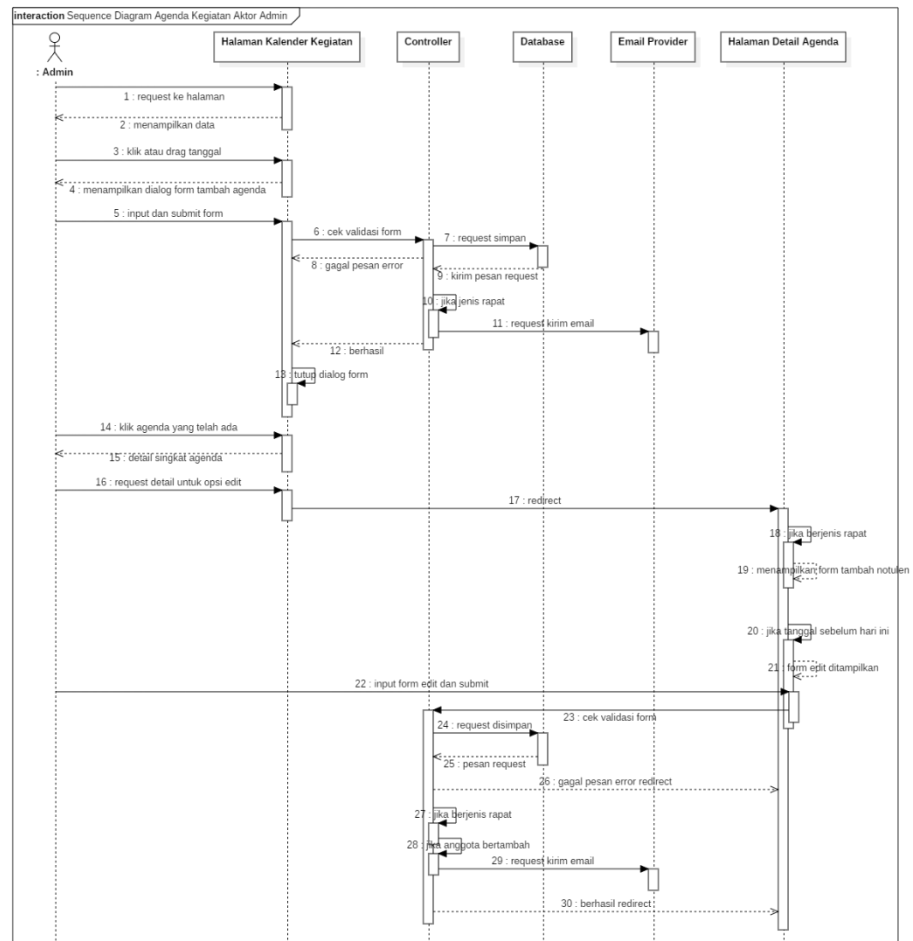 interaction Sequence Diagram Agenda Kegiatan Aktor Admin
: Admin
Halaman Kalender Kegiatan
Controller
Database
Email Provider
Halaman Detail Agenda
1 : request ke halaman
2 : menampilkan data
3 : klik atau drag tanggal
4 : menampilkan dialog form tambah agenda
5 : input dan submit form
6 : cek validasi form
7 : request simpan
8 : gagal pesan error
9 : kirim pesan request
10 : jika jenis rapat
11 : request kirim email
12 : berhasil
13 : tutup dialog form
14 : klik agenda yang telah ada
15 : detail singkat agenda
16 : request detail untuk opsi edit
17 : redirect
18 : jika berjenis rapat
19 : menampilkan form tambah notulen
20 : jika tanggal sebelum hari ini
21 : form edit ditampilkan
22 : input form edit dan submit
23 : cek validasi form
24 : request disimpan
25 : pesan request
26 : gagal pesan error redirect
27 : jika berjenis rapat
28 : jika anggota bertambah
29 : request kirim email
30 : berhasil redirect